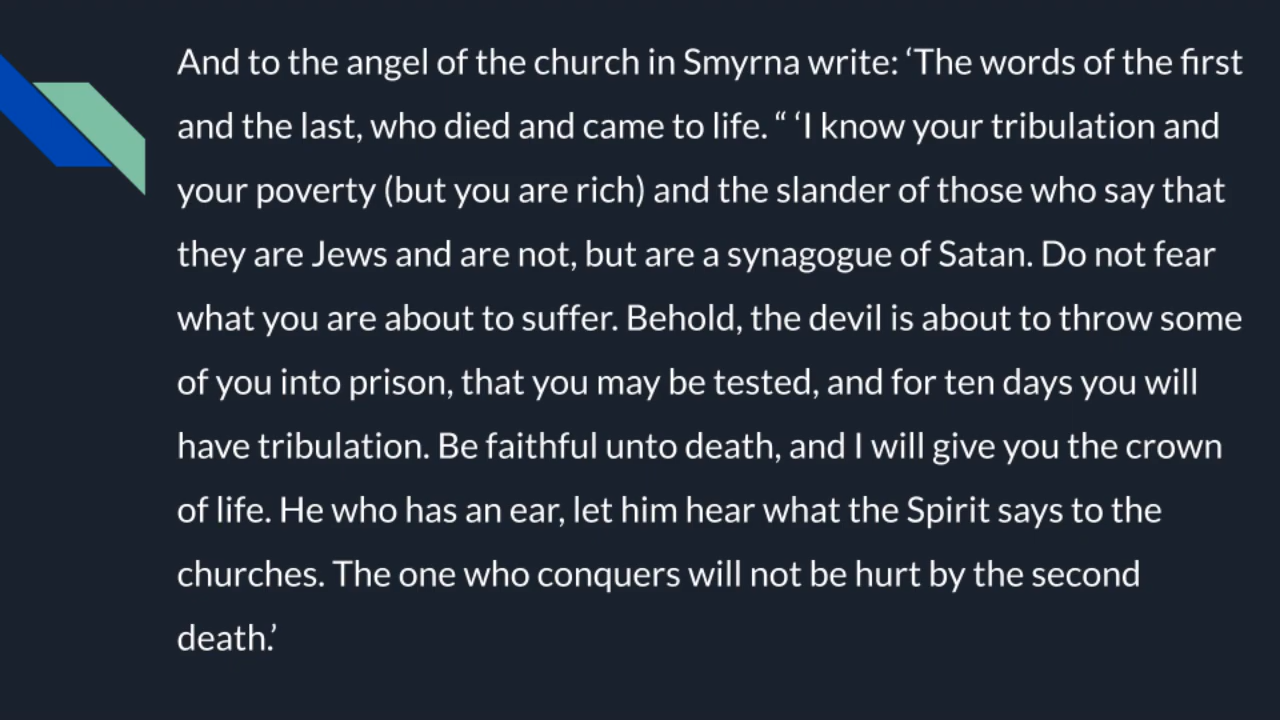 And to the angel of the church in Smyrna write: ‘The words of the first
and the last, who died and came to life. “ ‘I know your tribulation and
your poverty (but you are rich) and the slander of those who say that
they are Jews and are not, but are a synagogue of Satan. Do not fear
what you are about to suffer. Behold, the devil is about to throw some
of you into prison, that you may be tested, and for ten days you will
have tribulation. Be faithful unto death, and I will give you the crown
of life. He who has an ear, let him hear what the Spirit says to the
churches. The one who conquers will not be hurt by the second
death.’